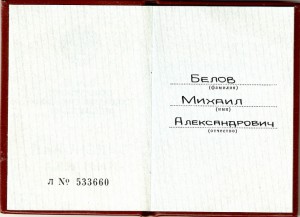 Л № 533660
Белов
(фамилия)
Михаил
(имя)
Александрович
(отчество)